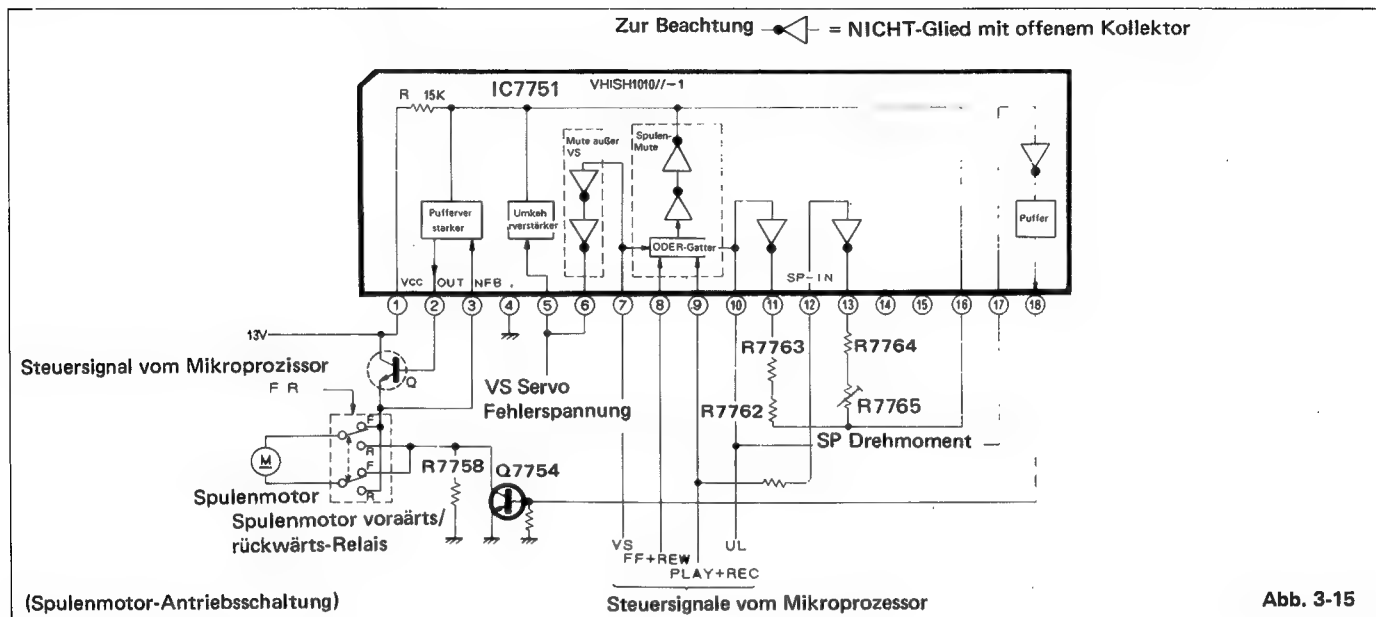 Zur Beachtung = NICHT-Glied mit offenem Kollektor
IC7751 VHISH1010//-1
R 15K
Mute außer
VS
Spulen-
Mute
Pufferver
starker
Umkeh
rverstärker
ODER-Gatter
Puffer
SP-IN
VCC OUT NFB
1 2 3 4 5 6 7 8 9 10 11 12 13 14 15 16 17 18
13V
Steuersignal vom Mikroprozissor
F R
Q
VS Servo
Fehlerspannung
R7763
R7762
R7764
R7765
SP Drehmoment
F
R
F
R
M
R7758
Q7754
Spulenmotor
Spulenmotor voraärts/
rückwärts-Relais
VS
FF+REW
PLAY+REC
UL
(Spulenmotor-Antriebsschaltung)
Steuersignale vom Mikroprozessor
Abb. 3-15